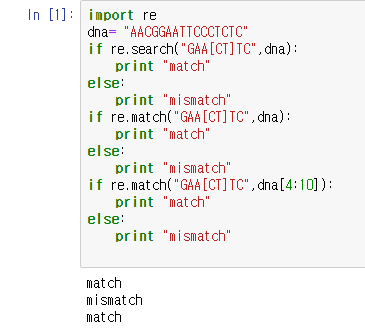 In [1]: import re
dna= "AACGGAATTCCCTCTC"
if re.search("GAA[CT]TC",dna):
    print "match"
else:
    print "mismatch"
if re.match("GAA[CT]TC",dna):
    print "match"
else:
    print "mismatch"
if re.match("GAA[CT]TC",dna[4:10]):
    print "match"
else:
    print "mismatch"
match
mismatch
match